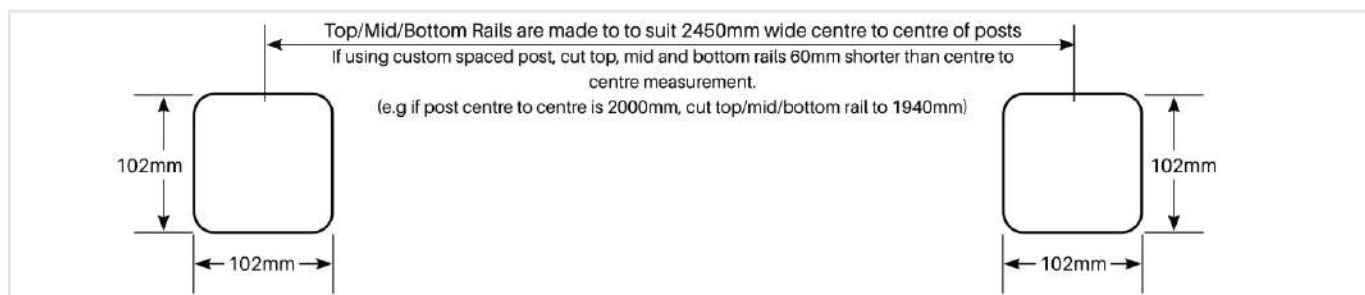 Top/Mid/Bottom Rails are made to to suit 2450mm wide centre to centre of posts
If using custom spaced post, cut top, mid and bottom rails 60mm shorter than centre to
centre measurement.
(e.g if post centre to centre is 2000mm, cut top/mid/bottom rail to 1940mm)
102mm
102mm
102mm
102mm